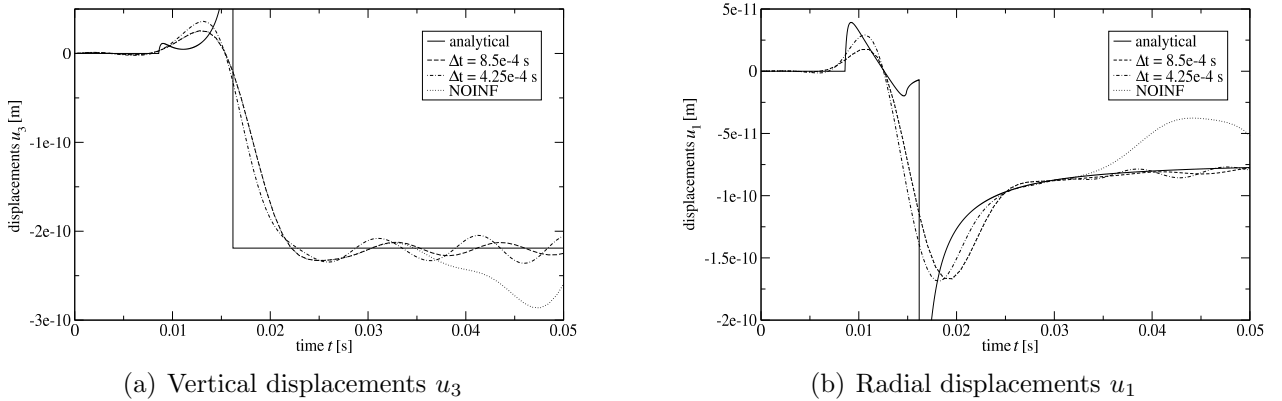 displacements u₃ [m]
0
-1e-10
-2e-10
-3e-10
analytical
Δt = 8.5e-4 s
Δt = 4.25e-4 s
NOINF
0
0.01
0.02
0.03
0.04
0.05
time t [s]
(a) Vertical displacements u₃
displacements u₁ [m]
5e-11
0
-5e-11
-1e-10
-1.5e-10
-2e-10
analytical
Δt = 8.5e-4 s
Δt = 4.25e-4 s
NOINF
0
0.01
0.02
0.03
0.04
0.05
time t [s]
(b) Radial displacements u₁